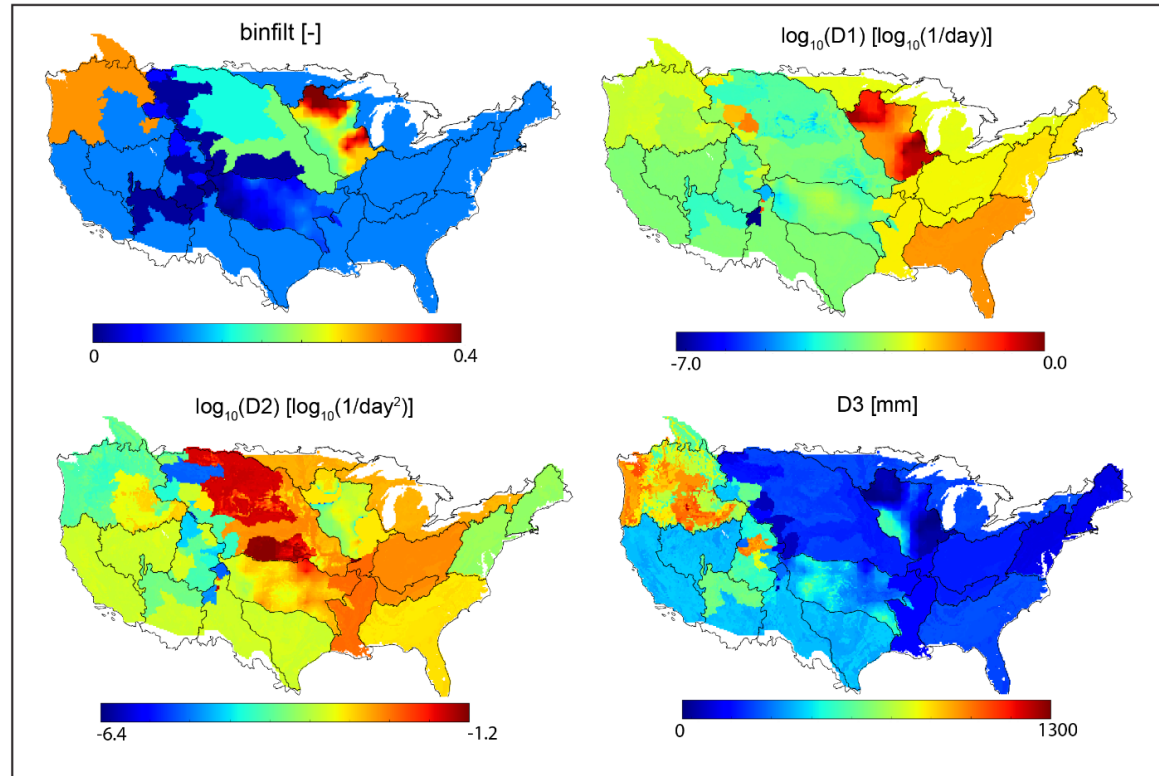 binfilt [-]
log₁₀(D1) [log₁₀(1/day)]
0
0.4
-7.0
0.0
log₁₀(D2) [log₁₀(1/day²)]
D3 [mm]
-6.4
-1.2
0
1300